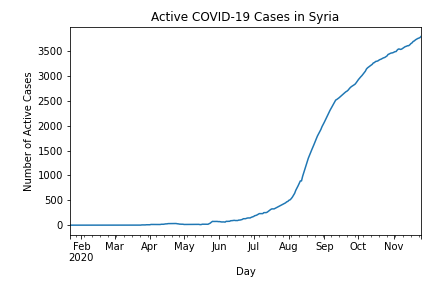 Active COVID-19 Cases in Syria
Number of Active Cases
3500
3000
2500
2000
1500
1000
500
0
Feb Mar Apr May Jun Jul Aug Sep Oct Nov
2020
Day